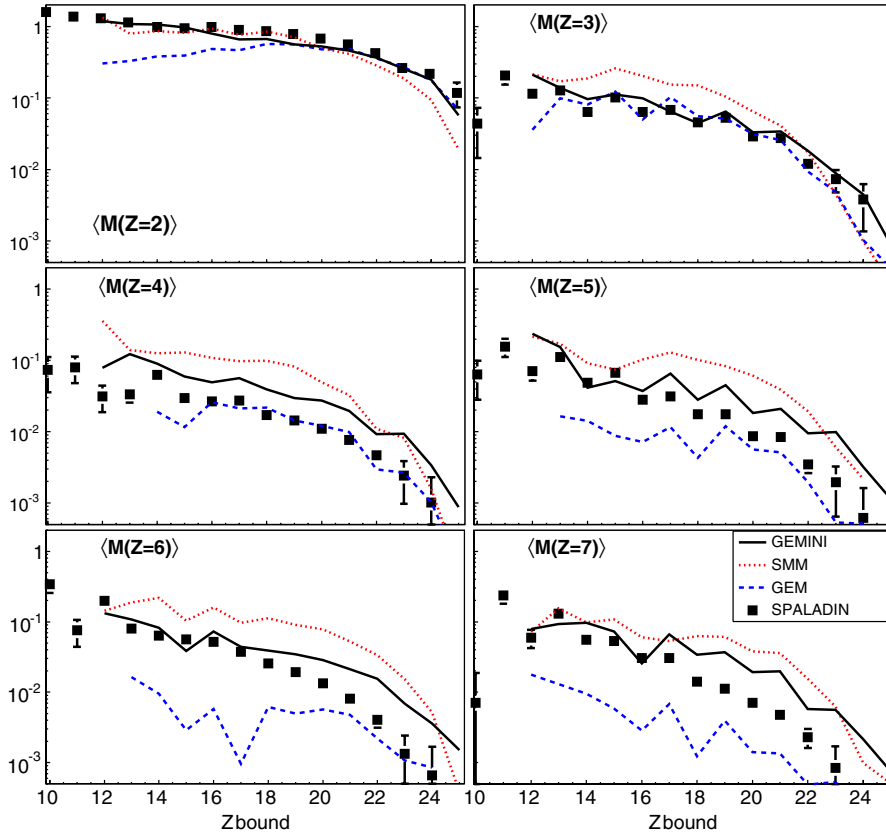 1
10⁻¹
10⁻²
10⁻³
⟨M(Z=2)⟩
⟨M(Z=3)⟩
1
10⁻¹
10⁻²
10⁻³
⟨M(Z=4)⟩
⟨M(Z=5)⟩
1
10⁻¹
10⁻²
10⁻³
⟨M(Z=6)⟩
⟨M(Z=7)⟩
GEMINI
SMM
GEM
SPALADIN
10 12 14 16 18 20 22 24
10 12 14 16 18 20 22 24
Zbound
Zbound